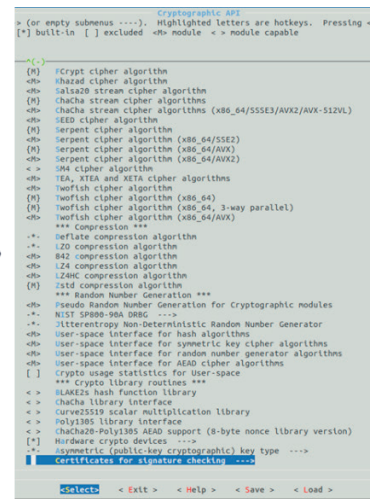 Cryptographic API
> (or empty submenus ----). Highlighted letters are hotkeys. Pressing <
[*] built-in [ ] excluded <M> module < > module capable
^(-)
{M} FCrypt cipher algorithm
<M> Khazad cipher algorithm
<M> Salsa20 stream cipher algorithm
{M} ChaCha stream cipher algorithms
<M> ChaCha stream cipher algorithms (x86_64/SSSE3/AVX2/AVX-512VL)
<M> SEED cipher algorithm
{M} Serpent cipher algorithm
<M> Serpent cipher algorithm (x86_64/SSE2)
{M} Serpent cipher algorithm (x86_64/AVX)
<M> Serpent cipher algorithm (x86_64/AVX2)
< > SM4 cipher algorithm
<M> TEA, XTEA and XETA cipher algorithms
<M> Twofish cipher algorithm
{M} Twofish cipher algorithm (x86_64)
{M} Twofish cipher algorithm (x86_64, 3-way parallel)
<M> Twofish cipher algorithm (x86_64/AVX)
*** Compression ***
-*- Deflate compression algorithm
-*- LZO compression algorithm
<M> 842 compression algorithm
<M> LZ4 compression algorithm
<M> LZ4HC compression algorithm
{M} Zstd compression algorithm
*** Random Number Generation ***
<M> Pseudo Random Number Generation for Cryptographic modules
-*- NIST SP800-90A DRBG --->
-*- Jitterentropy Non-Deterministic Random Number Generator
<M> User-space interface for hash algorithms
<M> User-space interface for symmetric key cipher algorithms
<M> User-space interface for random number generator algorithms
<M> User-space interface for AEAD cipher algorithms
[ ] Crypto usage statistics for User-space
*** Crypto library routines ***
< > BLAKE2s hash function library
< > ChaCha library interface
< > Curve25519 scalar multiplication library
< > Poly1305 library interface
< > ChaCha20-Poly1305 AEAD support (8-byte nonce library version)
[*] Hardware crypto devices --->
-*- Asymmetric (public-key cryptographic) key type --->
Certificates for signature checking --->
<Select> < Exit > < Help > < Save > < Load >